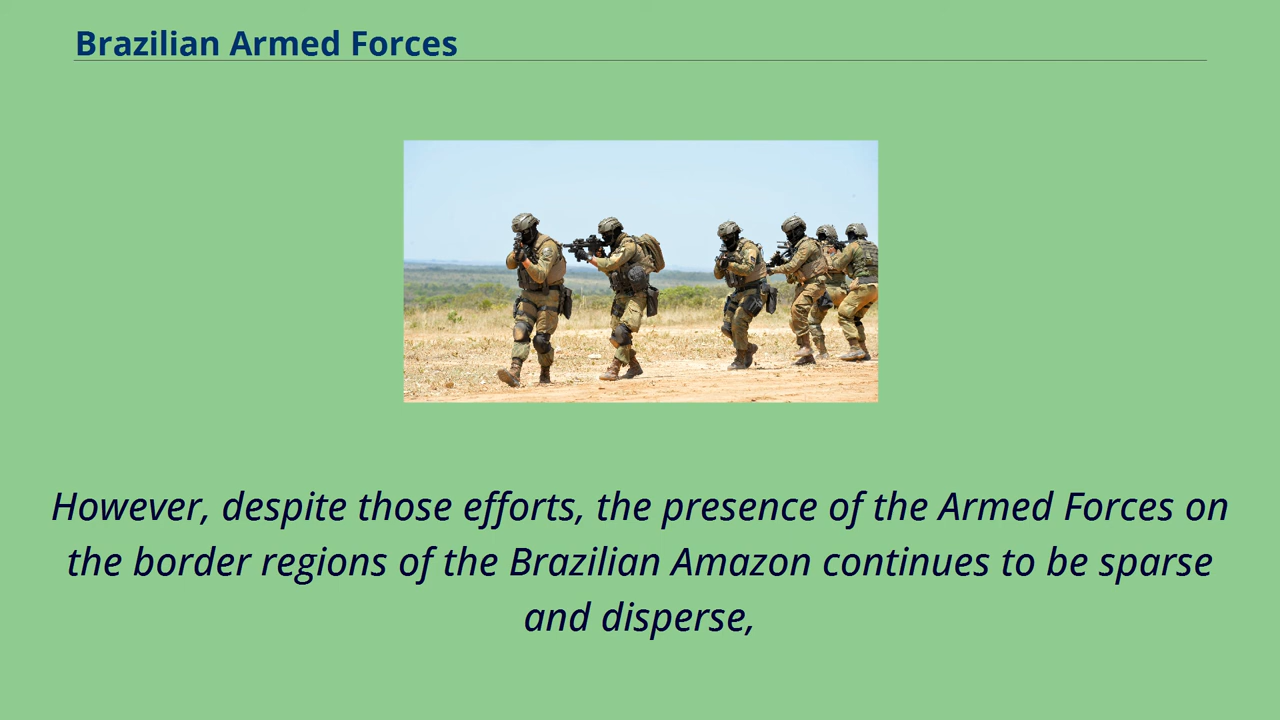 Brazilian Armed Forces
However, despite those efforts, the presence of the Armed Forces on
the border regions of the Brazilian Amazon continues to be sparse
and disperse,